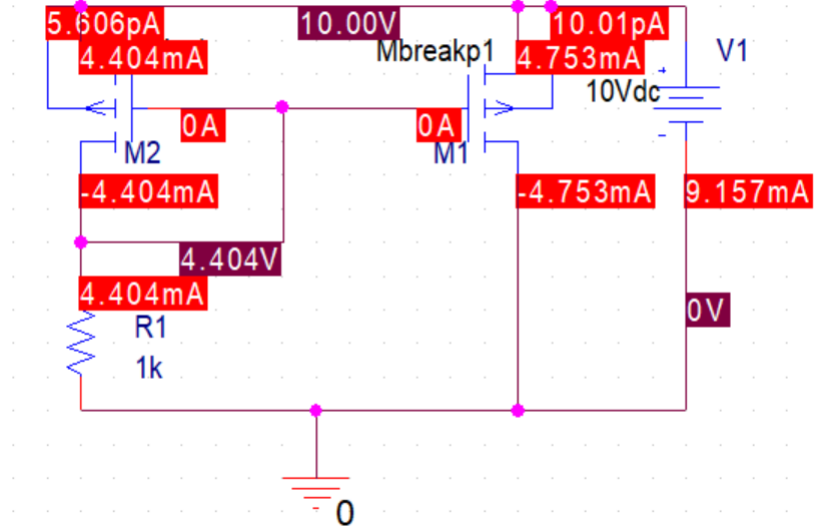 5.606pA
10.00V
10.01pA
4.404mA
Mbreakp1
4.753mA
V1
10Vdc
0A
0A
M2
M1
-4.404mA
-4.753mA
9.157mA
4.404V
4.404mA
0V
R1
1k
0